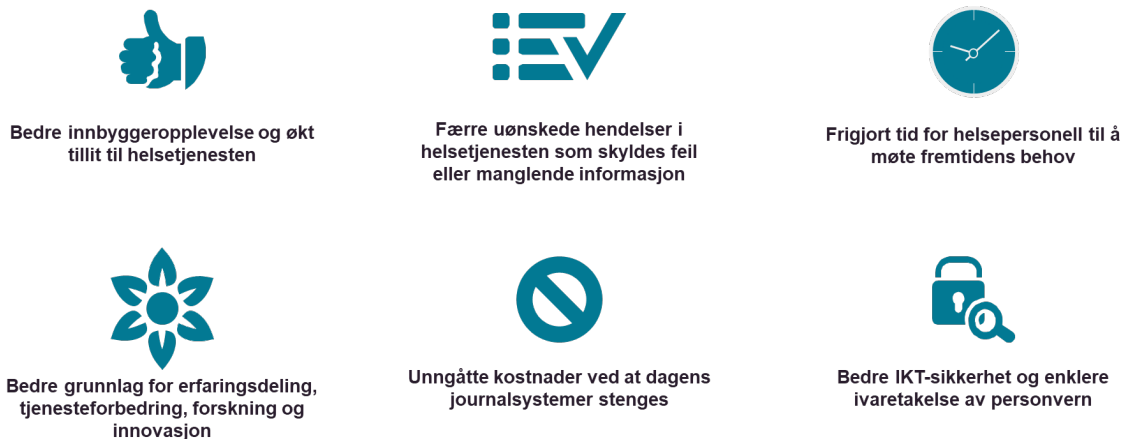 Bedre innbyggeropplevelse og økt
tillit til helsetjenesten
Færre uønskede hendelser i
helsetjenesten som skyldes feil
eller manglende informasjon
Frigjort tid for helsepersonell til å
møte fremtidens behov
Bedre grunnlag for erfaringsdeling,
tjenesteforbedring, forskning og
innovasjon
Unngåtte kostnader ved at dagens
journalsystemer stenges
Bedre IKT-sikkerhet og enklere
ivaretakelse av personvern